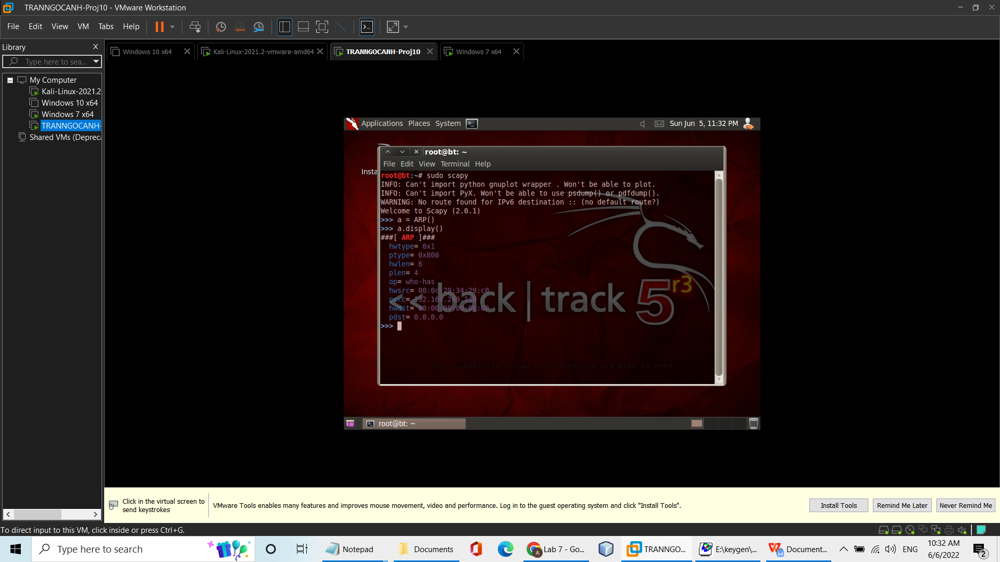 TRANNGOCANH-Proj10 - VMware Workstation
File Edit View VM Tabs Help
Library
Type here to sea...
My Computer
Kali-Linux-2021.2
Windows 10 x64
Windows 7 x64
TRANNGOCANH-
Shared VMs (Depreca
Windows 10 x64
Kali-Linux-2021.2-vmware-amd64
TRANNGOCANH-Proj10
Windows 7 x64
Applications Places System
Sun Jun 5, 11:32 PM
Insta
root@bt: ~
File Edit View Terminal Help
root@bt:~# sudo scapy
INFO: Can't import python gnuplot wrapper . Won't be able to plot.
INFO: Can't import PyX. Won't be able to use psdump() or pdfdump().
WARNING: No route found for IPv6 destination :: (no default route?)
Welcome to Scapy (2.0.1)
>>> a = ARP()
>>> a.display()
###[ ARP ]###
hwtype= 0x1
ptype= 0x800
hwlen= 6
plen= 4
op= who-has
hwsrc= 00:0c:29:34:29:c0
psrc= 192.168.249.140
hwdst= 00:00:00:00:00:00
pdst= 0.0.0.0
>>>
<< back | track 5 r3
the quieter you become, the more you are able to hear
root@bt: ~
Click in the virtual screen to
send keystrokes
VMware Tools enables many features and improves mouse movement, video and performance. Log in to the guest operating system and click "Install Tools".
Install Tools
Remind Me Later
Never Remind Me
To direct input to this VM, click inside or press Ctrl+G.
Type here to search
Notepad
Documents
Lab 7 - Go...
TRANNGO...
E:\keygen\...
Document...
ENG
10:32 AM
6/6/2022
2